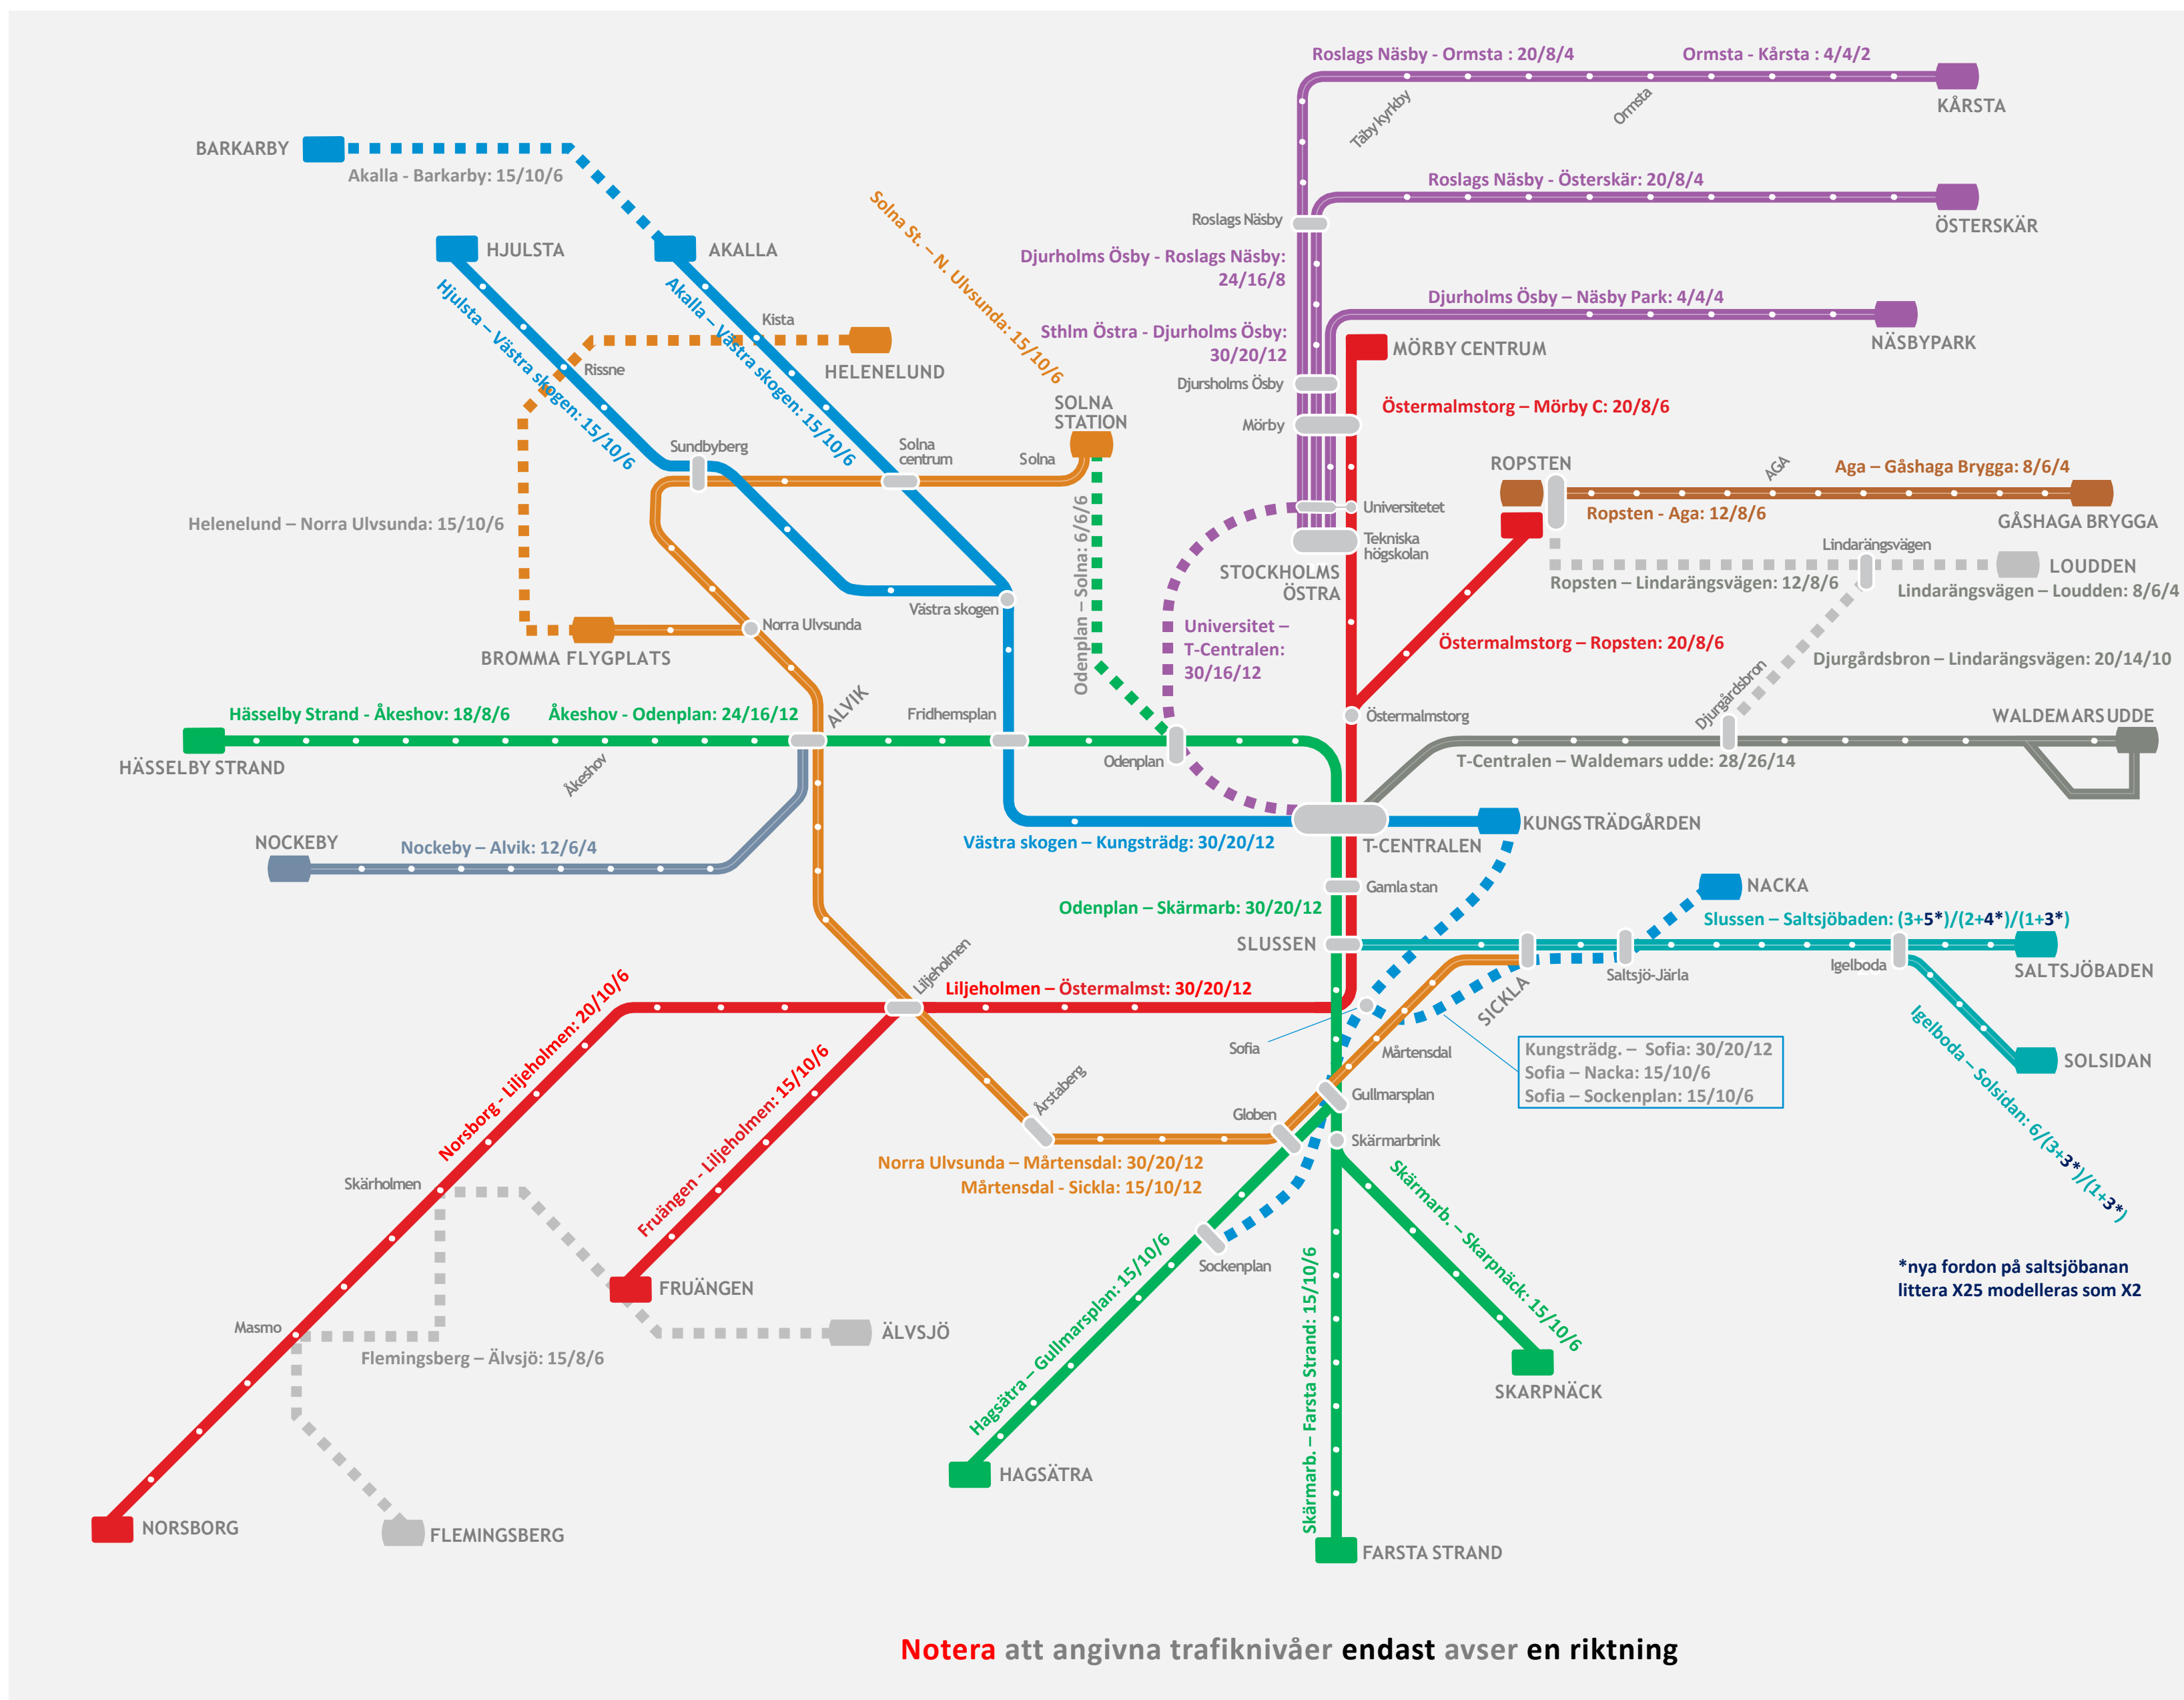 Roslags Näsby - Ormsta : 20/8/4
Ormsta - Kårsta : 4/4/2
KÅRSTA
Täby kyrkby
Ormsta
BARKARBY
Akalla - Barkarby: 15/10/6
Roslags Näsby - Österskär: 20/8/4
ÖSTERSKÄR
Roslags Näsby
HJULSTA
AKALLA
Solna St. – N. Ulvsunda: 15/10/6
Djurholms Ösby - Roslags Näsby:
24/16/8
Hjulsta – Västra skogen: 15/10/6
Akalla – Västra skogen: 15/10/6
Djurholms Ösby – Näsby Park: 4/4/4
NÄSBYPARK
Kista
Rissne
HELENELUND
Sthlm Östra - Djurholms Ösby:
30/20/12
MÖRBY CENTRUM
Djursholms Ösby
SOLNA
STATION
Östermalmstorg – Mörby C: 20/8/6
Mörby
Sundbyberg
Solna
centrum
Solna
ROPSTEN
AGA
Aga – Gåshaga Brygga: 8/6/4
Ropsten - Aga: 12/8/6
GÅSHAGA BRYGGA
Helenelund – Norra Ulvsunda: 15/10/6
Odenplan – Solna: 6/6/6
Universitetet
Tekniska
högskolan
STOCKHOLMS
ÖSTRA
Lindarängsvägen
LOUDDEN
Ropsten – Lindarängsvägen: 12/8/6
Lindarängsvägen – Loudden: 8/6/4
Västra skogen
Norra Ulvsunda
BROMMA FLYGPLATS
Universitet –
T-Centralen:
30/16/12
Östermalmstorg – Ropsten: 20/8/6
Djurgårdsbron – Lindarängsvägen: 20/14/10
Djurgårdsbron
Hässelby Strand - Åkeshov: 18/8/6
Åkeshov - Odenplan: 24/16/12
ALVIK
Fridhemsplan
Östermalmstorg
WALDEMARS UDDE
HÄSSELBY STRAND
Åkeshov
Odenplan
T-Centralen – Waldemars udde: 28/26/14
NOCKEBY
Nockeby – Alvik: 12/6/4
Västra skogen – Kungsträdg: 30/20/12
T-CENTRALEN
KUNGSTRÄDGÅRDEN
Gamla stan
NACKA
Odenplan – Skärmarb: 30/20/12
Slussen – Saltsjöbaden: (3+5*)/(2+4*)/(1+3*)
SLUSSEN
Saltsjö-Järla
Igelboda
SALTSJÖBADEN
Liljeholmen
Liljeholmen – Östermalmst: 30/20/12
SICKLA
Norsborg - Liljeholmen: 20/10/6
Fruängen - Liljeholmen: 15/10/6
Sofia
Mårtensdal
Kungsträdg. – Sofia: 30/20/12
Sofia – Nacka: 15/10/6
Sofia – Sockenplan: 15/10/6
Igelboda – Solsidan: 6/(3+3*)/(1+3*)
SOLSIDAN
Årstaberg
Globen
Gullmarsplan
Skärmarbrink
Norra Ulvsunda – Mårtensdal: 30/20/12
Mårtensdal - Sickla: 15/10/12
Skärholmen
Skärmarb. – Skarpnäck: 15/10/6
Sockenplan
Hagsätra – Gullmarsplan: 15/10/6
Skärmarb. – Farsta Strand: 15/10/6
*nya fordon på saltsjöbanan
littera X25 modelleras som X2
FRUÄNGEN
Masmo
ÄLVSJÖ
Flemingsberg – Älvsjö: 15/8/6
SKARPNÄCK
HAGSÄTRA
NORSBORG
FLEMINGSBERG
FARSTA STRAND
Notera att angivna trafiknivåer endast avser en riktning